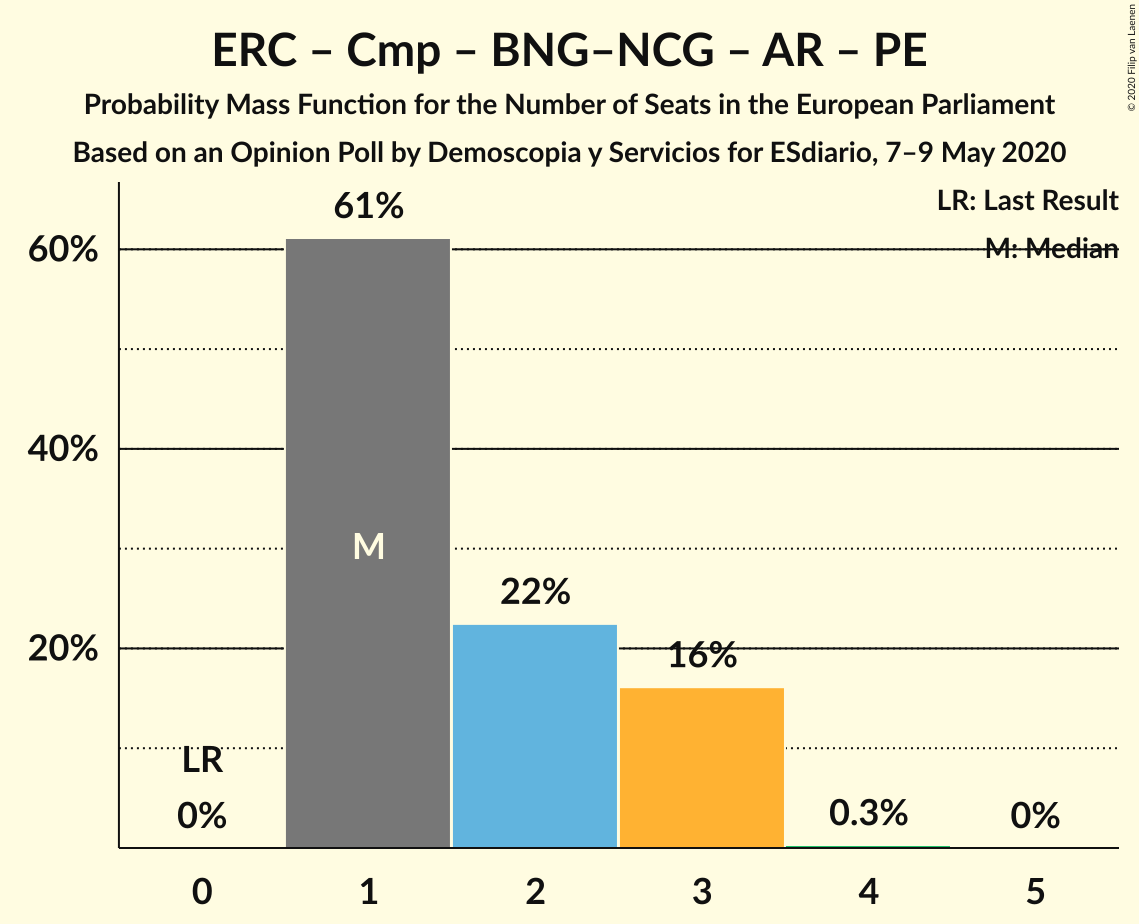 ERC – Cmp – BNG–NCG – AR – PE
Probability Mass Function for the Number of Seats in the European Parliament
Based on an Opinion Poll by Demoscopia y Servicios for ESdiario, 7–9 May 2020
© 2020 Filip van Laenen
LR: Last Result
M: Median
61%
60%
40%
M
22%
20%
16%
LR
0%
0.3%
0%
0 1 2 3 4 5